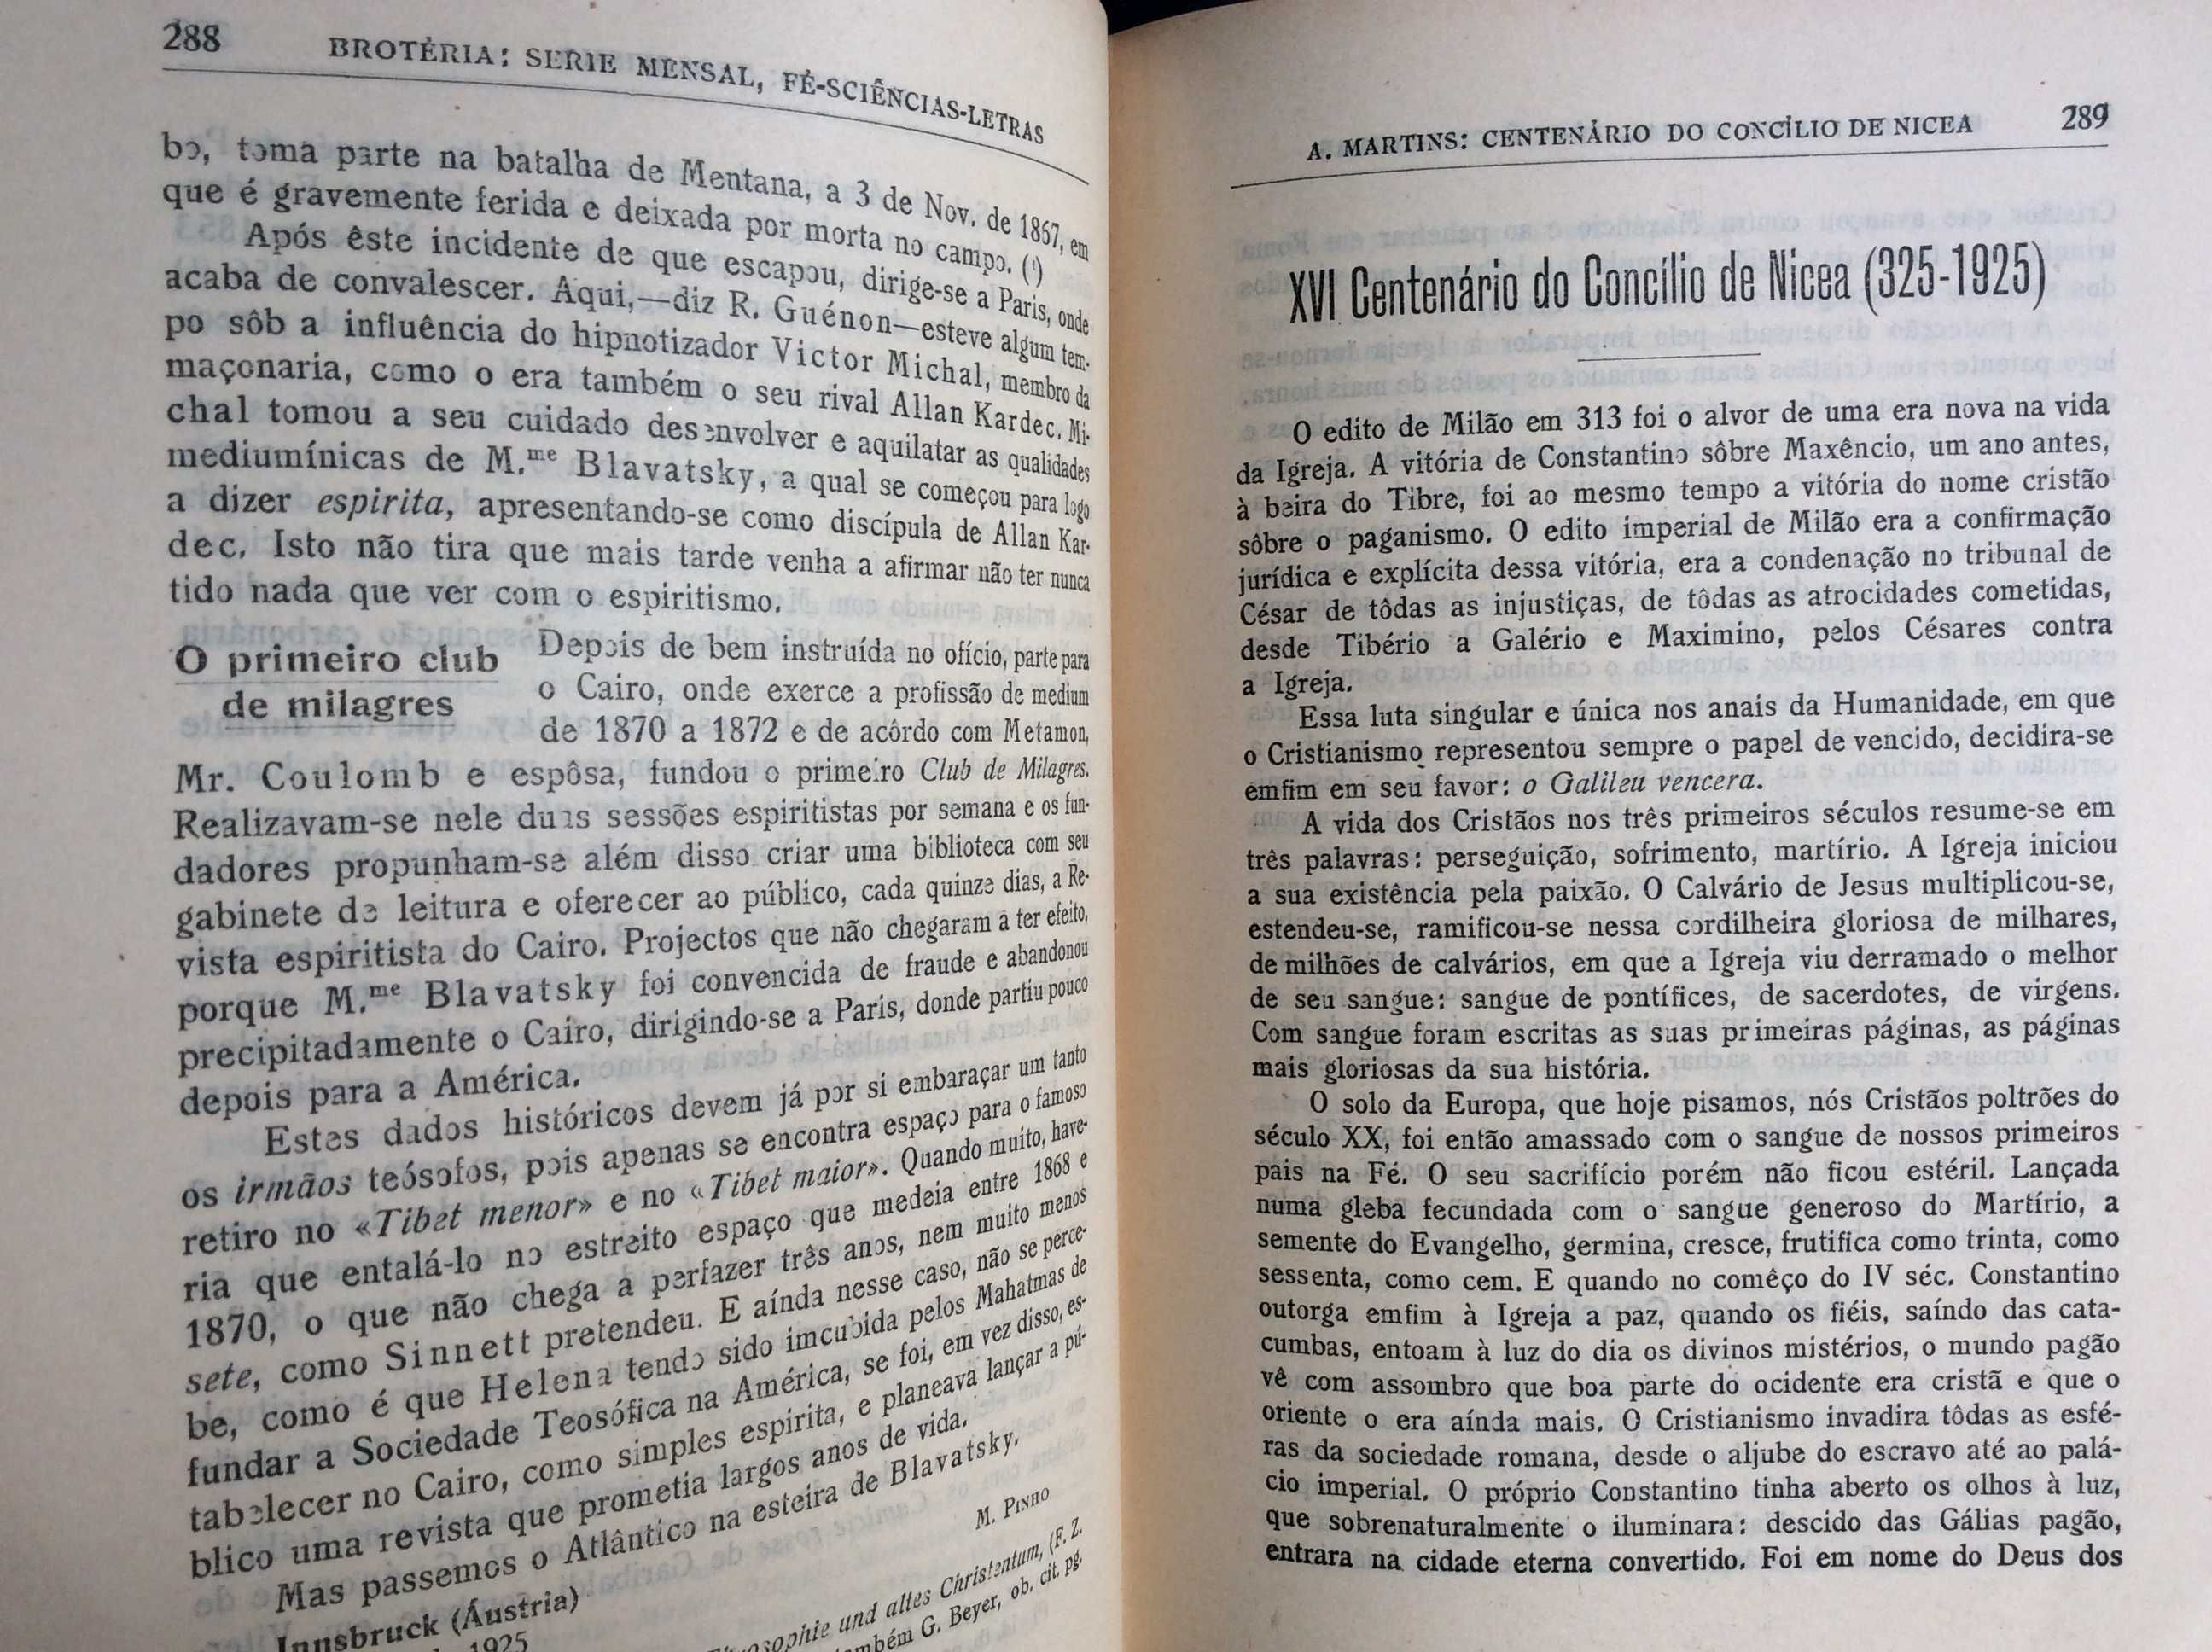 288 BROTÉRIA: SERIE MENSAL, FÉ-SCIÊNCIAS-LETRAS
bo, toma parte na batalha de Mentana, a 3 de Nov. de 1867, em
que é gravemente ferida e deixada por morta no campo. (¹)
Após êste incidente de que escapou, dirige-se a Paris, onde
acaba de convalescer. Aqui,—diz R. Guénon—esteve algum tem-
po sôb a influência do hipnotizador Victor Michal, membro da
maçonaria, como o era também o seu rival Allan Kardec. Mi-
chal tomou a seu cuidado desenvolver e aquilatar as qualidades
mediumínicas de M.me Blavatsky, a qual se começou para logo
a dizer espirita, apresentando-se como discípula de Allan Kar-
dec. Isto não tira que mais tarde venha a afirmar não ter nunca
tido nada que ver com o espiritismo.
O primeiro club
de milagres
Depois de bem instruída no ofício, parte para
o Cairo, onde exerce a profissão de medium
de 1870 a 1872 e de acôrdo com Metamon,
Mr. Coulomb e espôsa, fundou o primeiro Club de Milagres.
Realizavam-se nele duas sessões espiritistas por semana e os fun-
dadores propunham-se além disso criar uma biblioteca com seu
gabinete de leitura e oferecer ao público, cada quinze dias, a Re-
vista espiritista do Cairo. Projectos que não chegaram a ter efeito,
porque M.me Blavatsky foi convencida de fraude e abandonou
precipitadamente o Cairo, dirigindo-se a Paris, donde partiu pouco
depois para a América.
Estes dados históricos devem já por si embaraçar um tanto
os irmãos teósofos, pois apenas se encontra espaço para o famoso
retiro no «Tibet menor» e no «Tibet maior». Quando muito, have-
ria que entalá-lo no estreito espaço que medeia entre 1868 e
1870, o que não chega a perfazer três anos, nem muito menos
sete, como Sinnett pretendeu. E aínda nesse caso, não se perce-
be, como é que Helena tendo sido imcubida pelos Mahatmas de
fundar a Sociedade Teosófica na América, se foi, em vez disso, es-
tabelecer no Cairo, como simples espirita, e planeava lançar a pú-
blico uma revista que prometia largos anos de vida.
Mas passemos o Atlântico na esteira de Blavatsky.
M. PINHO
Innsbruck (Áustria)
1925
und altes Christentum, (F. Z.
também G. Beyer, ob. cit. pg.
A. MARTINS: CENTENÁRIO DO CONCÍLIO DE NICEA 289
XVI Centenário do Concílio de Nicea (325-1925)
O edito de Milão em 313 foi o alvor de uma era nova na vida
da Igreja. A vitória de Constantino sôbre Maxêncio, um ano antes,
à beira do Tibre, foi ao mesmo tempo a vitória do nome cristão
sôbre o paganismo. O edito imperial de Milão era a confirmação
jurídica e explícita dessa vitória, era a condenação no tribunal de
César de tôdas as injustiças, de tôdas as atrocidades cometidas,
desde Tibério a Galério e Maximino, pelos Césares contra
a Igreja.
Essa luta singular e única nos anais da Humanidade, em que
o Cristianismo representou sempre o papel de vencido, decidira-se
emfim em seu favor: o Galileu vencera.
A vida dos Cristãos nos três primeiros séculos resume-se em
três palavras: perseguição, sofrimento, martírio. A Igreja iniciou
a sua existência pela paixão. O Calvário de Jesus multiplicou-se,
estendeu-se, ramificou-se nessa cordilheira gloriosa de milhares,
de milhões de calvários, em que a Igreja viu derramado o melhor
de seu sangue: sangue de pontífices, de sacerdotes, de virgens.
Com sangue foram escritas as suas primeiras páginas, as páginas
mais gloriosas da sua história.
O solo da Europa, que hoje pisamos, nós Cristãos poltrões do
século XX, foi então amassado com o sangue de nossos primeiros
pais na Fé. O seu sacrifício porém não ficou estéril. Lançada
numa gleba fecundada com o sangue generoso do Martírio, a
semente do Evangelho, germina, cresce, frutifica como trinta, como
sessenta, como cem. E quando no comêço do IV séc. Constantino
outorga emfim à Igreja a paz, quando os fiéis, saíndo das cata-
cumbas, entoam à luz do dia os divinos mistérios, o mundo pagão
vê com assombro que boa parte do ocidente era cristã e que o
oriente o era aínda mais. O Cristianismo invadira tôdas as esfé-
ras da sociedade romana, desde o aljube do escravo até ao palá-
cio imperial. O próprio Constantino tinha aberto os olhos à luz,
que sobrenaturalmente o iluminara: descido das Gálias pagão,
entrara na cidade eterna convertido. Foi em nome do Deus dos